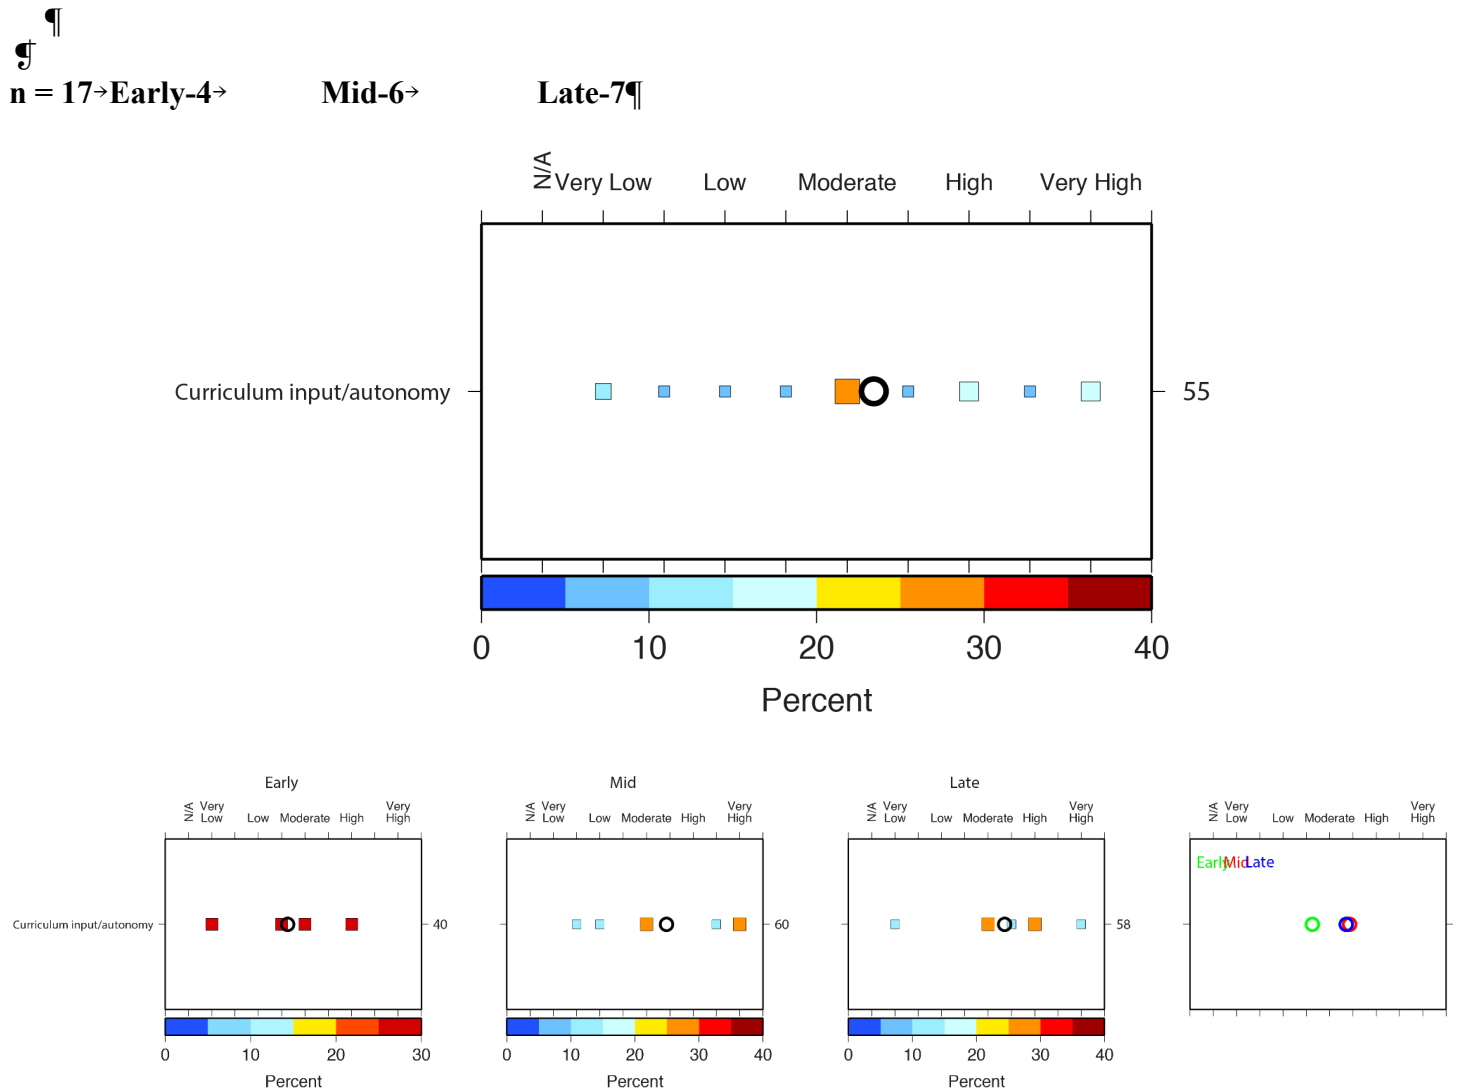 ¶
¶
n = 17→Early-4→ Mid-6→ Late-7¶
N/A Very Low Low Moderate High Very High
Curriculum input/autonomy 55
0 10 20 30 40
Percent
Early Mid Late
N/A Very Low Low Moderate High Very High
N/A Very Low Low Moderate High Very High
N/A Very Low Low Moderate High Very High
N/A Very Low Low Moderate High Very High
Early Mid Late
Curriculum input/autonomy 40 60 58
0 10 20 30
0 10 20 30 40
0 10 20 30 40
Percent Percent Percent